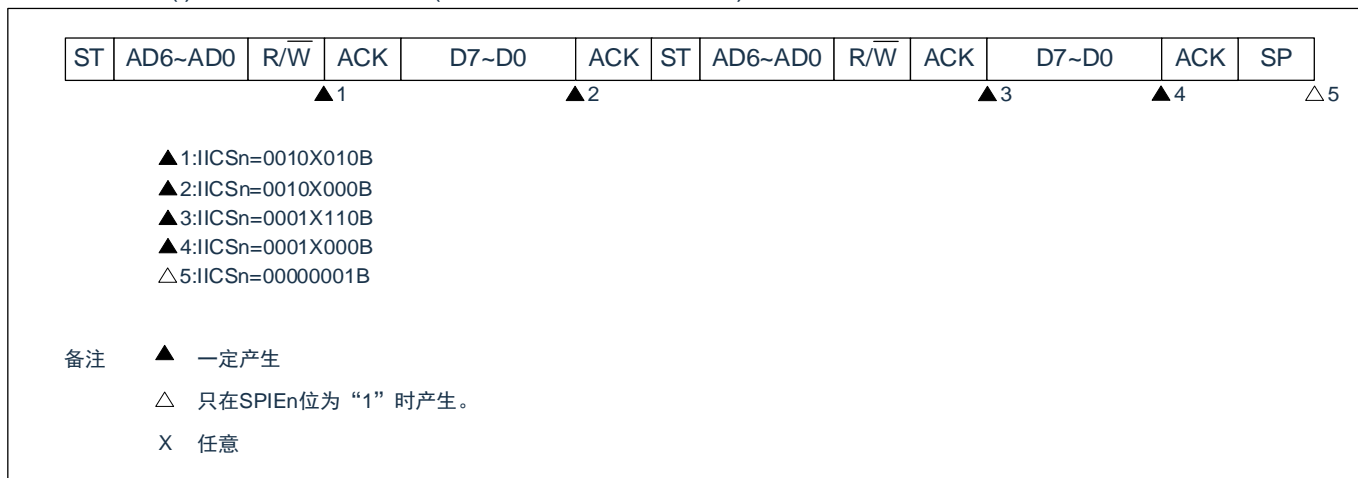 ST AD6~AD0 R/W ACK D7~D0 ACK ST AD6~AD0 R/W ACK D7~D0 ACK SP
▲1 ▲2 ▲3 ▲4 △5
▲1:IICSn=0010X010B
▲2:IICSn=0010X000B
▲3:IICSn=0001X110B
▲4:IICSn=0001X000B
△5:IICSn=00000001B
备注 ▲ 一定产生
△ 只在SPIEn位为“1”时产生。
X 任意